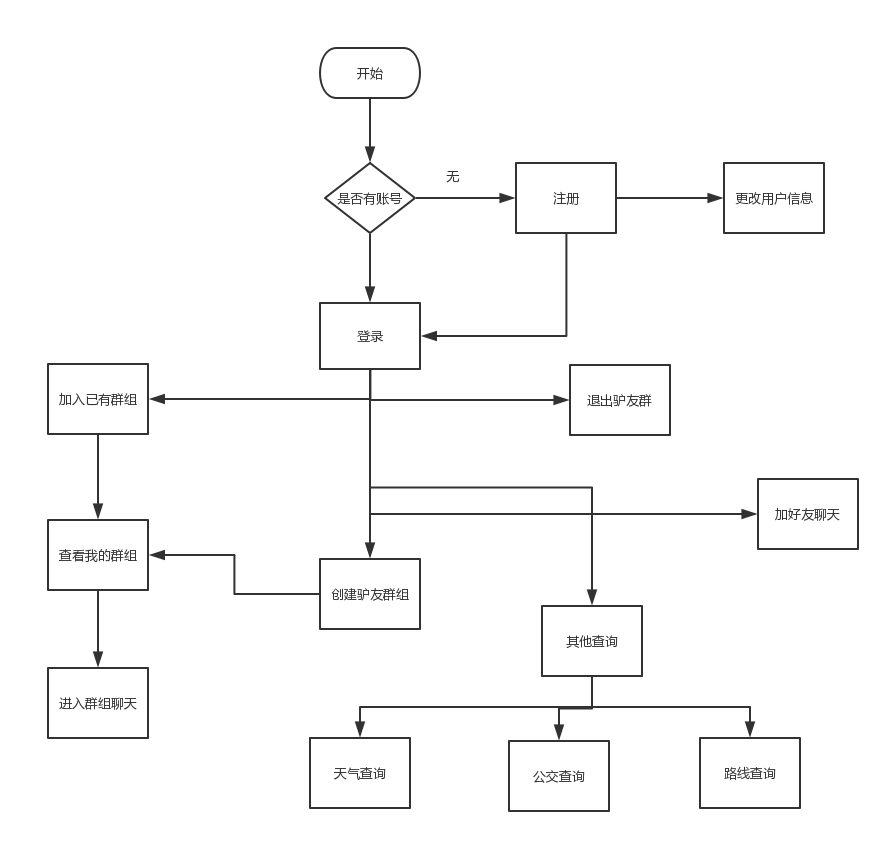 开始
无
是否有账号
注册
更改用户信息
登录
加入已有群组
退出驴友群
加好友聊天
查看我的群组
创建驴友群组
其他查询
进入群组聊天
天气查询
公交查询
路线查询